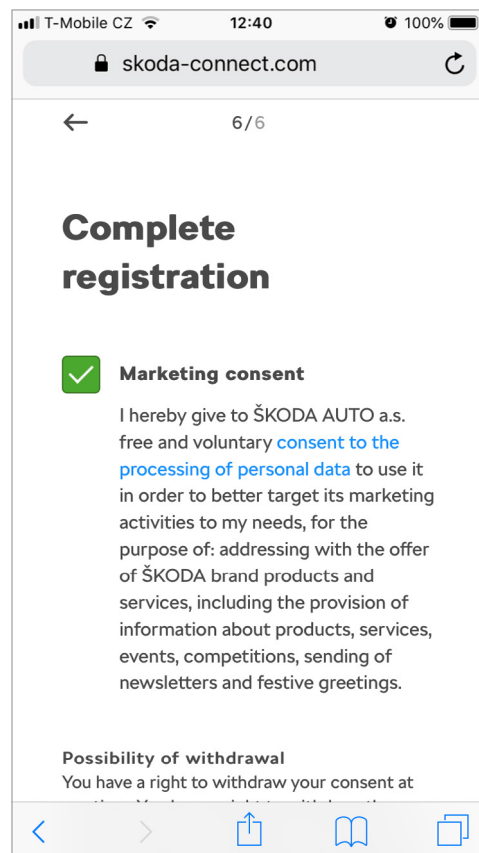 T-Mobile CZ 12:40 100%
skoda-connect.com
6/6
Complete
registration
Marketing consent
I hereby give to ŠKODA AUTO a.s.
free and voluntary consent to the
processing of personal data to use it
in order to better target its marketing
activities to my needs, for the
purpose of: addressing with the offer
of ŠKODA brand products and
services, including the provision of
information about products, services,
events, competitions, sending of
newsletters and festive greetings.
Possibility of withdrawal
You have a right to withdraw your consent at